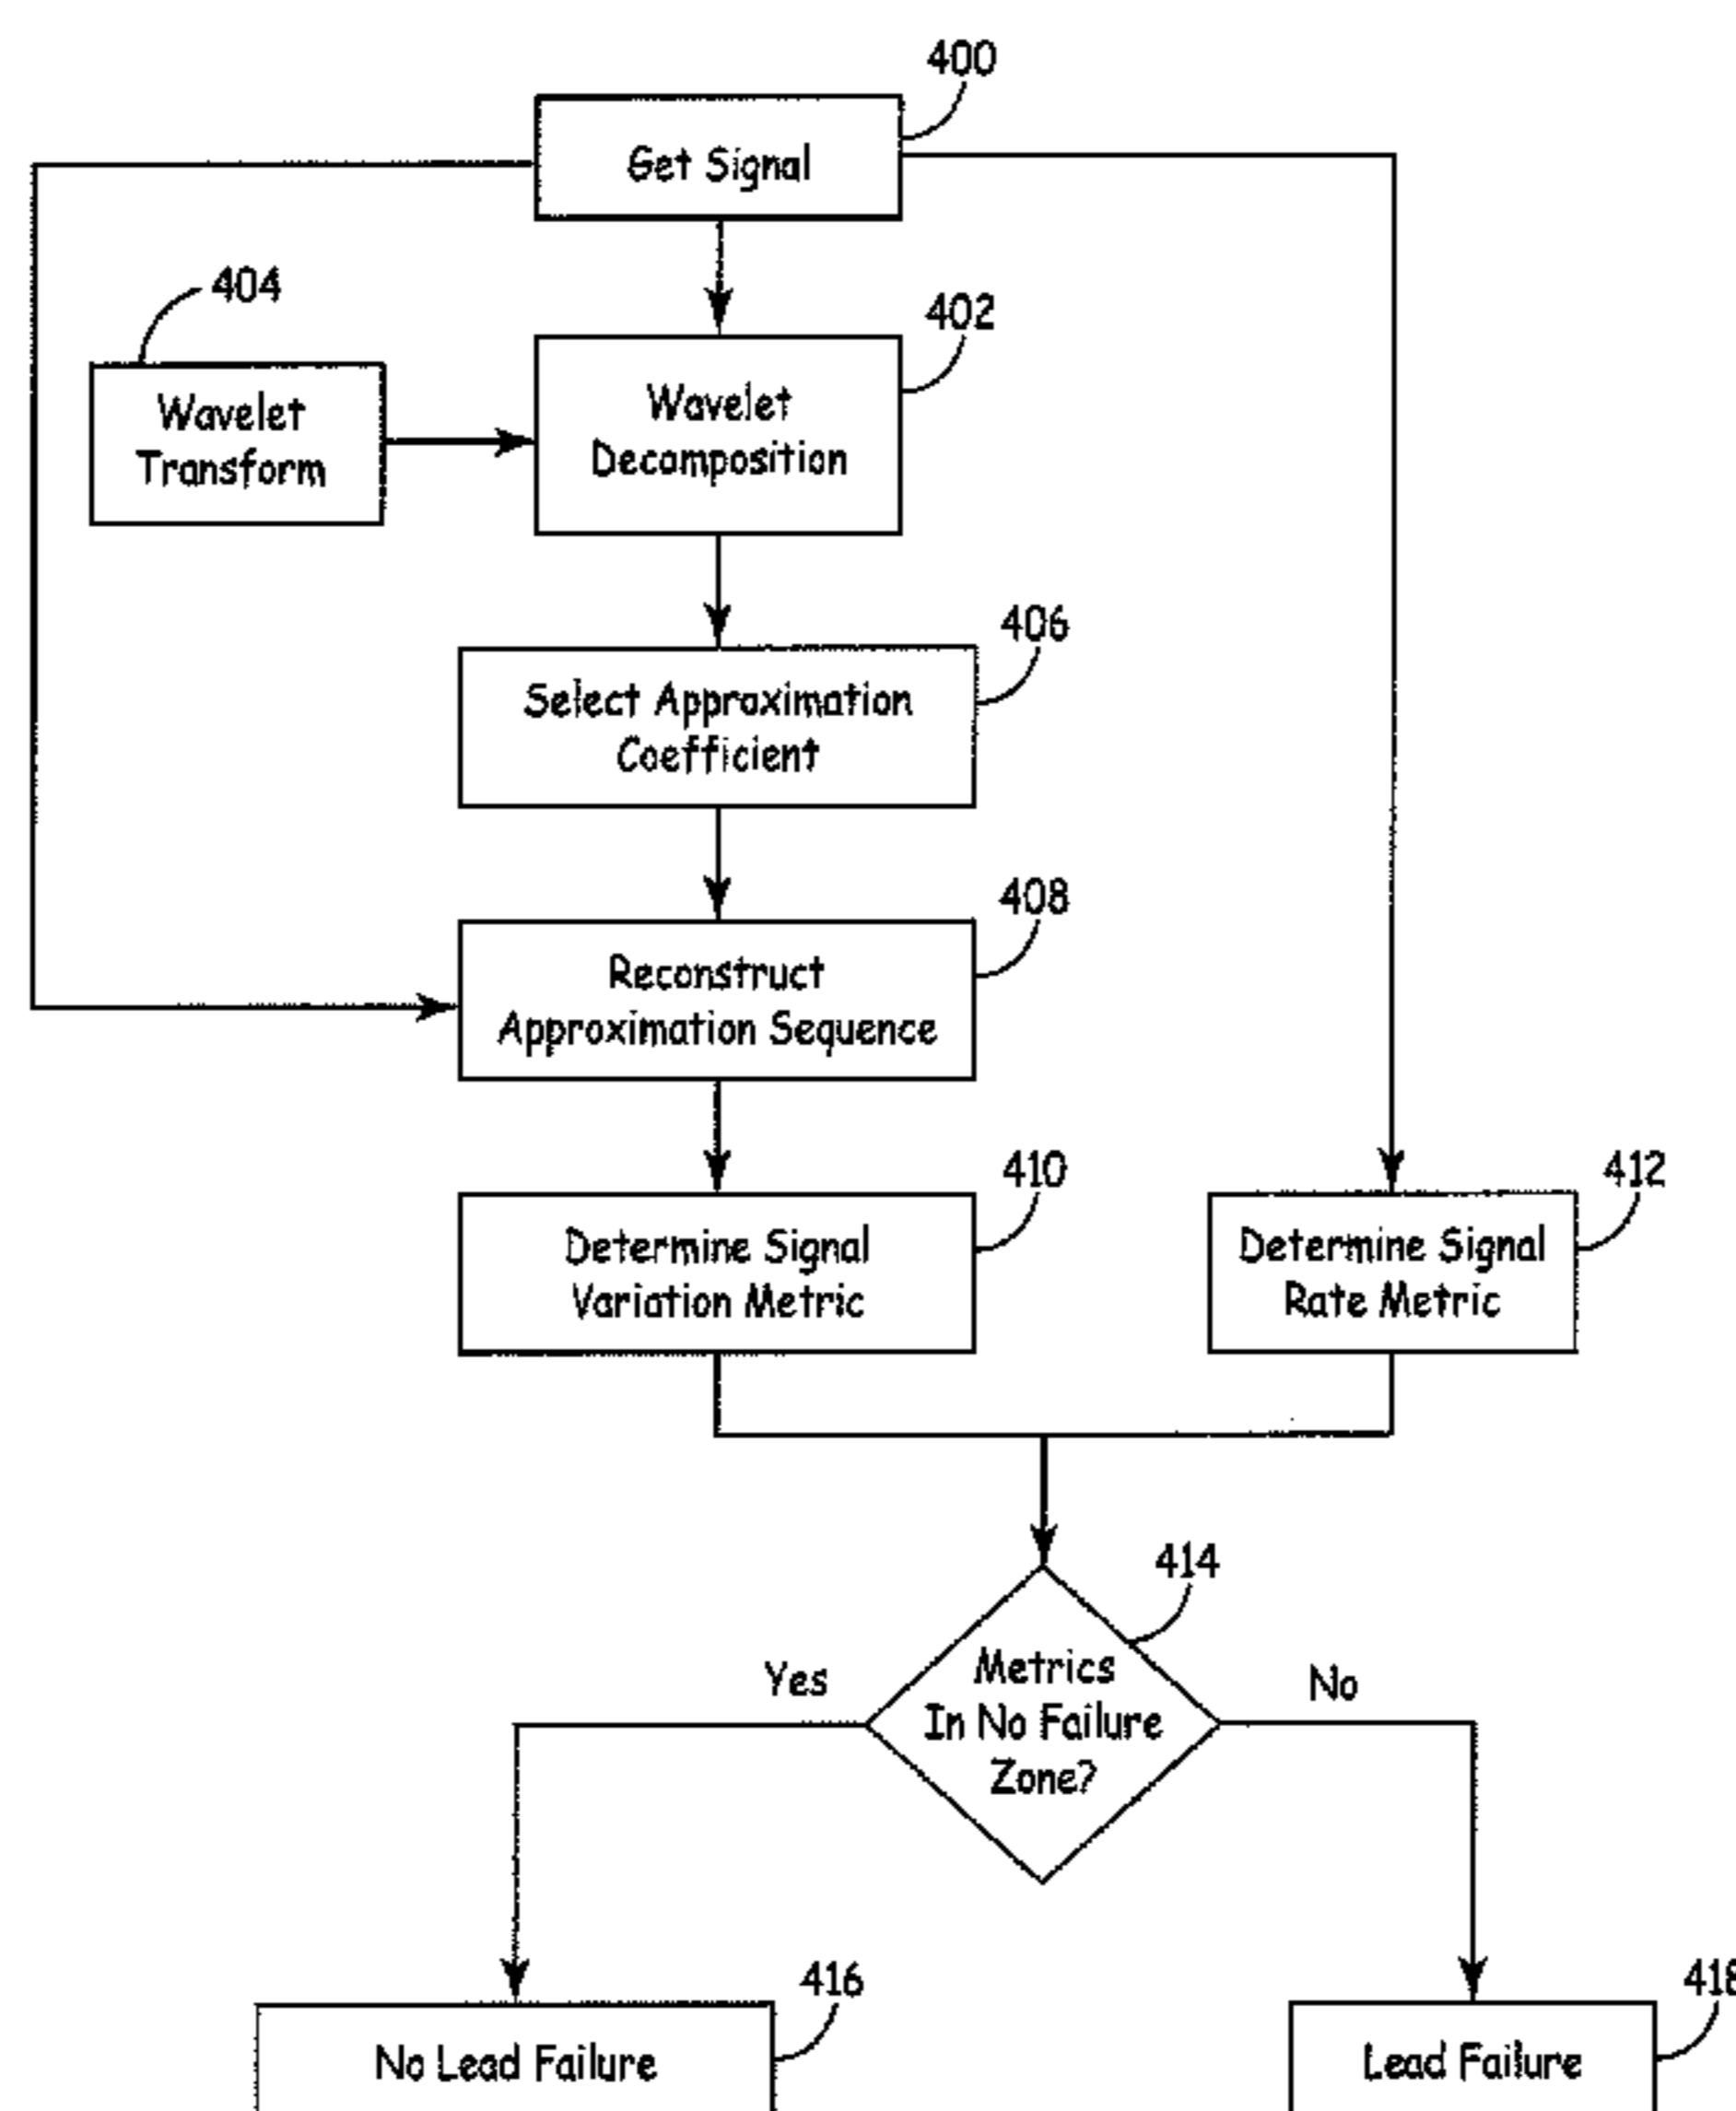 400
Get Signal
404
402
Wavelet
Transform
Wavelet
Decomposition
406
Select Approximation
Coefficient
408
Reconstruct
Approximation Sequence
410
412
Determine Signal
Variation Metric
Determine Signal
Rate Metric
414
Yes
Metrics
In No Failure
Zone?
No
416
418
No Lead Failure
Lead Failure